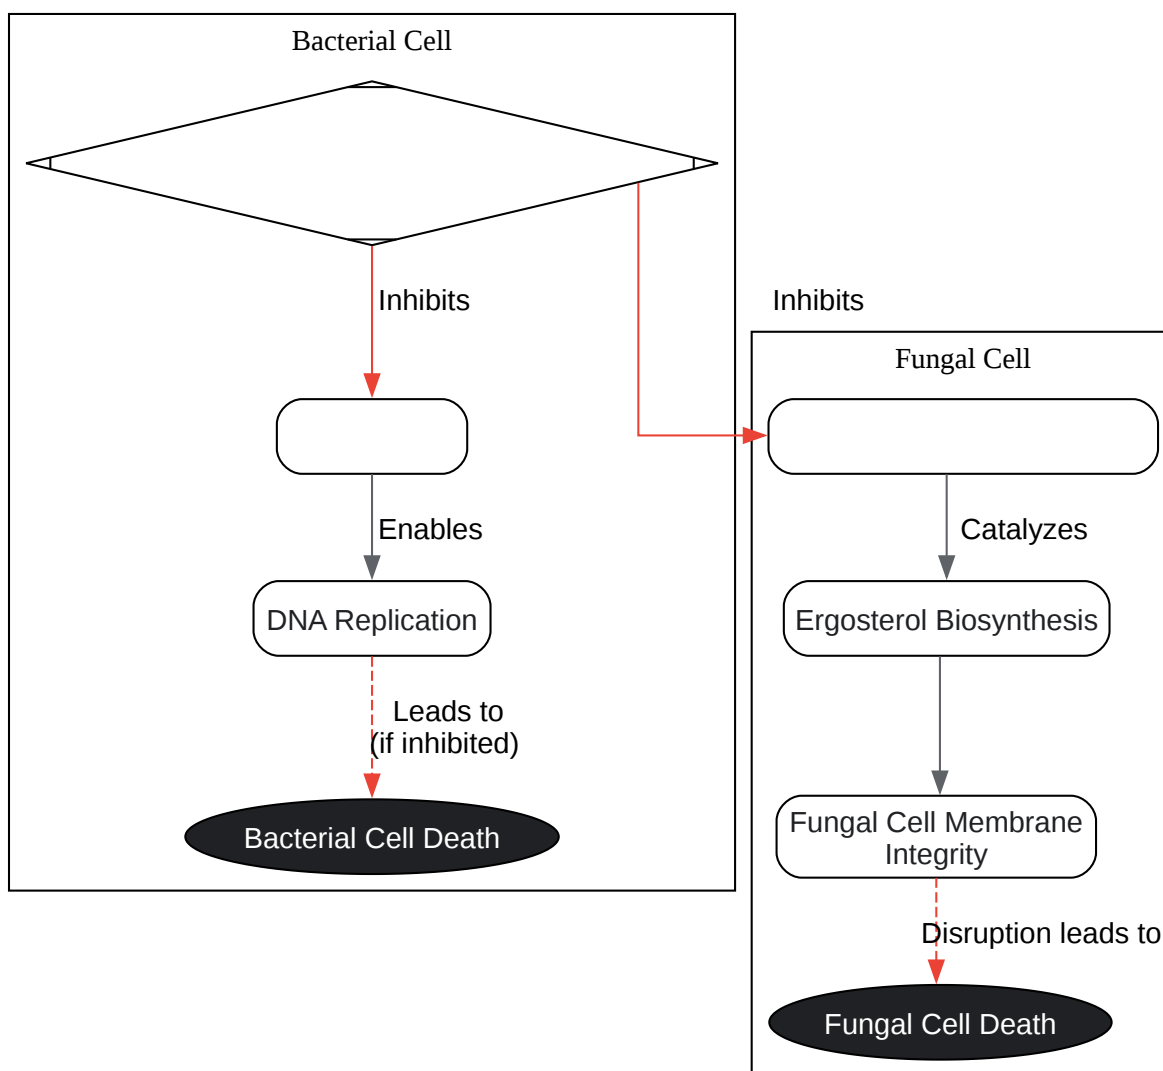 Bacterial Cell
Inhibits
Inhibits
Fungal Cell
Enables
Catalyzes
DNA Replication
Ergosterol Biosynthesis
Leads to
(if inhibited)
Bacterial Cell Death
Fungal Cell Membrane
Integrity
Disruption leads to
Fungal Cell Death